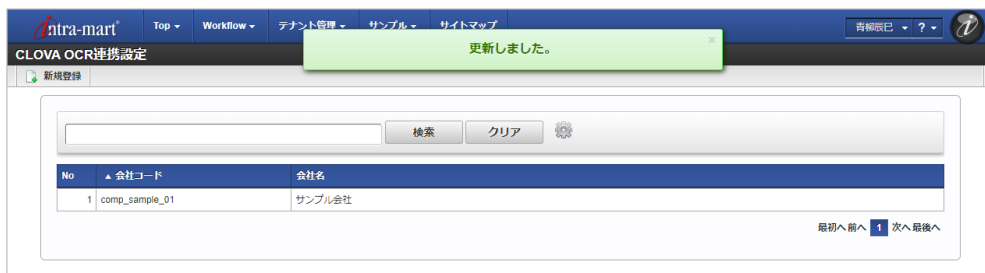 intra-mart® Top Workflow テナント管理 サンプル サイトマップ 青柳辰巳 ?
更新しました。 ×
CLOVA OCR連携設定
新規登録
検索 クリア
No ▲ 会社コード 会社名
1 comp_sample_01 サンプル会社
最初へ 前へ 1 次へ 最後へ